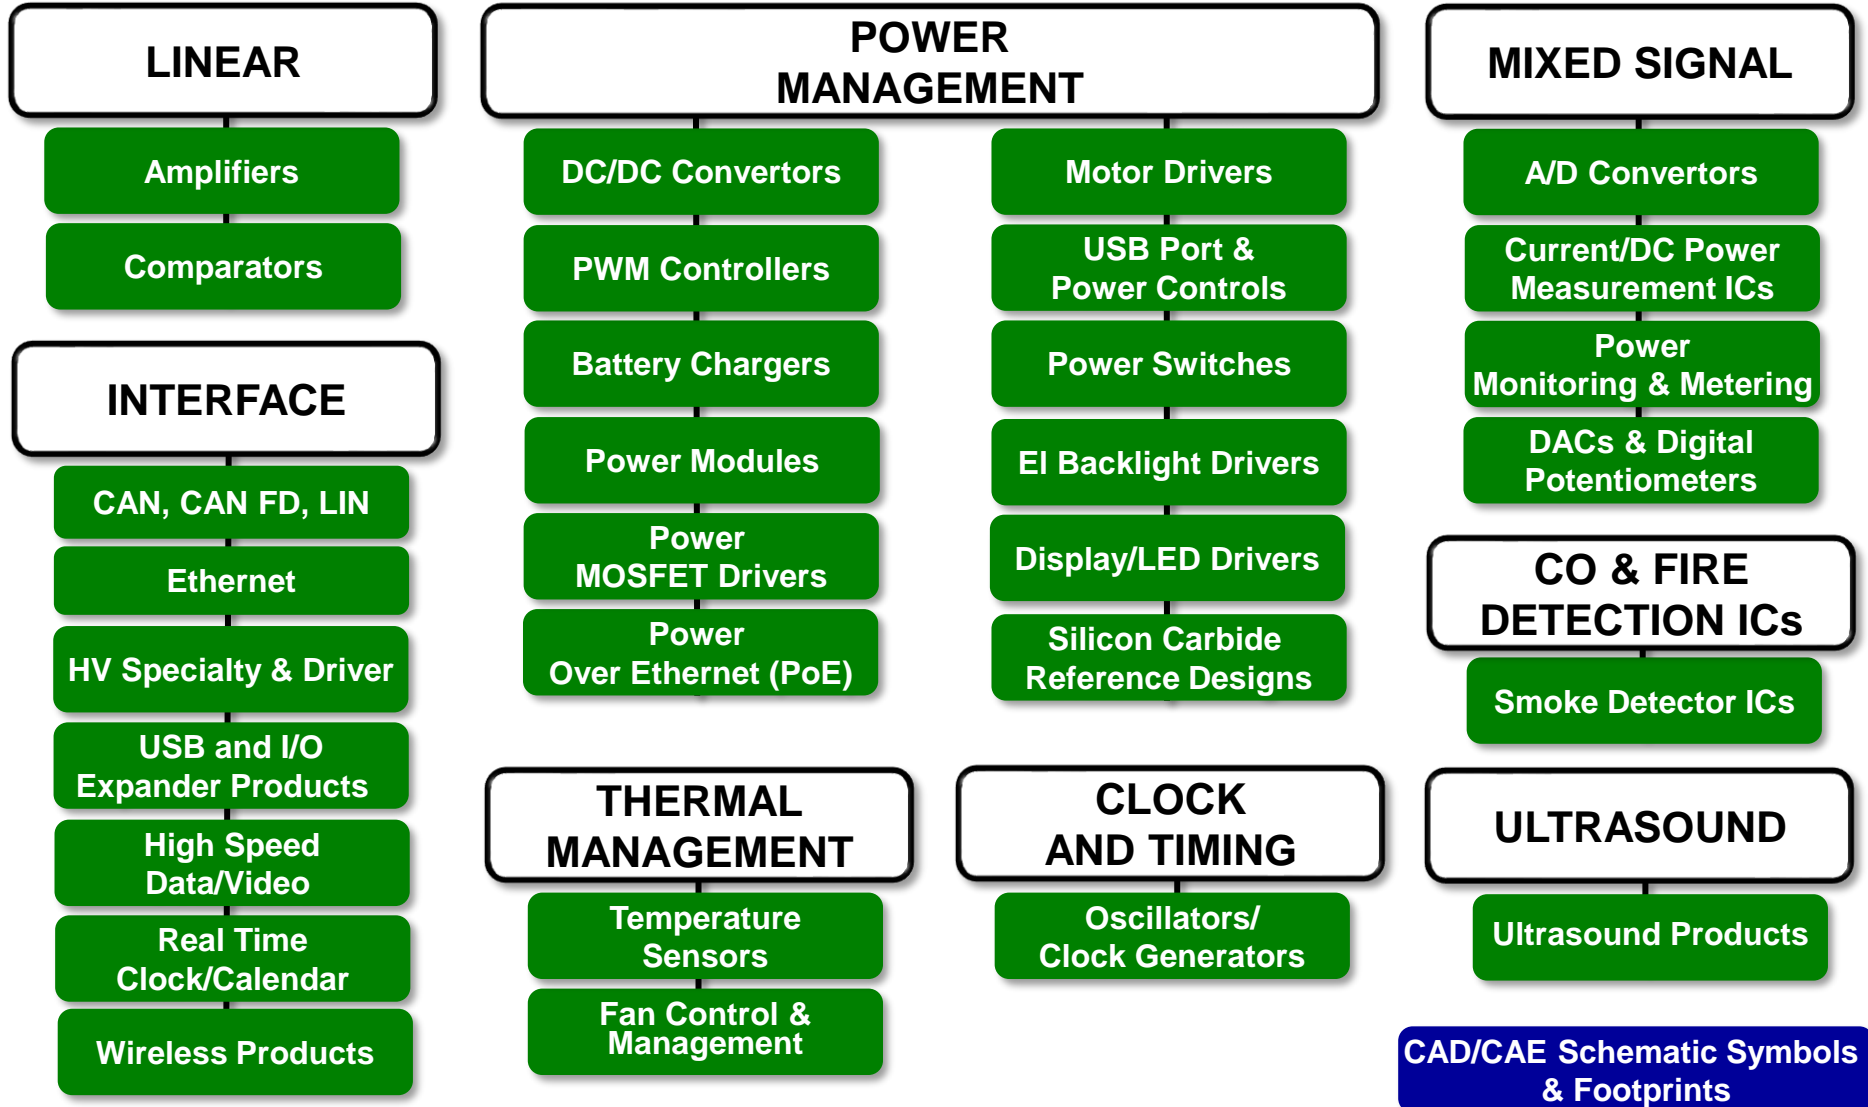 LINEAR
Amplifiers
Comparators
INTERFACE
CAN, CAN FD, LIN
Ethernet
HV Specialty & Driver
USB and I/O
Expander Products
High Speed
Data/Video
Real Time
Clock/Calendar
Wireless Products
POWER
MANAGEMENT
DC/DC Convertors
PWM Controllers
Battery Chargers
Power Modules
Power
MOSFET Drivers
Power
Over Ethernet (PoE)
Motor Drivers
USB Port &
Power Controls
Power Switches
El Backlight Drivers
Display/LED Drivers
Silicon Carbide
Reference Designs
THERMAL
MANAGEMENT
Temperature
Sensors
Fan Control &
Management
CLOCK
AND TIMING
Oscillators/
Clock Generators
MIXED SIGNAL
A/D Convertors
Current/DC Power
Measurement ICs
Power
Monitoring & Metering
DACs & Digital
Potentiometers
CO & FIRE
DETECTION ICs
Smoke Detector ICs
ULTRASOUND
Ultrasound Products
CAD/CAE Schematic Symbols
& Footprints